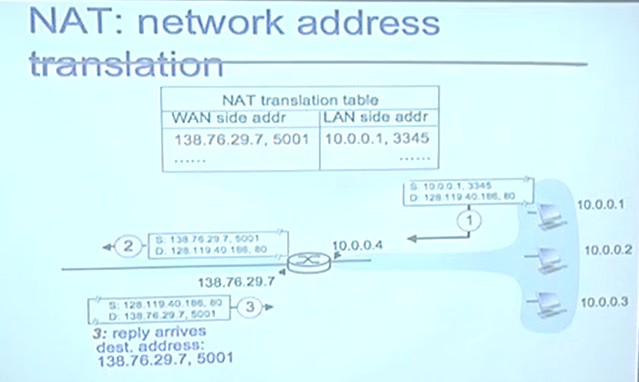 NAT: network address
translation
NAT translation table
WAN side addr LAN side addr
138.76.29.7, 5001 10.0.0.1, 3345
...... ......
S: 10.0.0.1, 3345
D: 128.119.40.186, 80
1
10.0.0.1
2
S: 138.76.29.7, 5001
D: 128.119.40.186, 80
10.0.0.4
10.0.0.2
138.76.29.7
S: 128.119.40.186, 80
D: 138.76.29.7, 5001
3
10.0.0.3
3: reply arrives
dest. address:
138.76.29.7, 5001